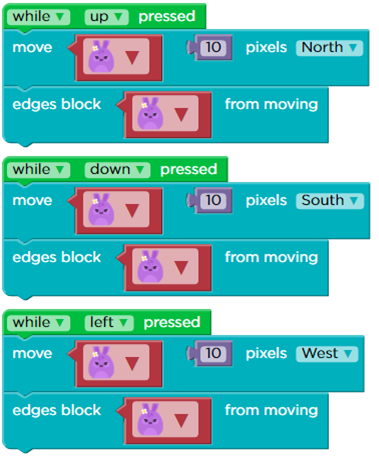 while up pressed
move 10 pixels North
edges block from moving
while down pressed
move 10 pixels South
edges block from moving
while left pressed
move 10 pixels West
edges block from moving